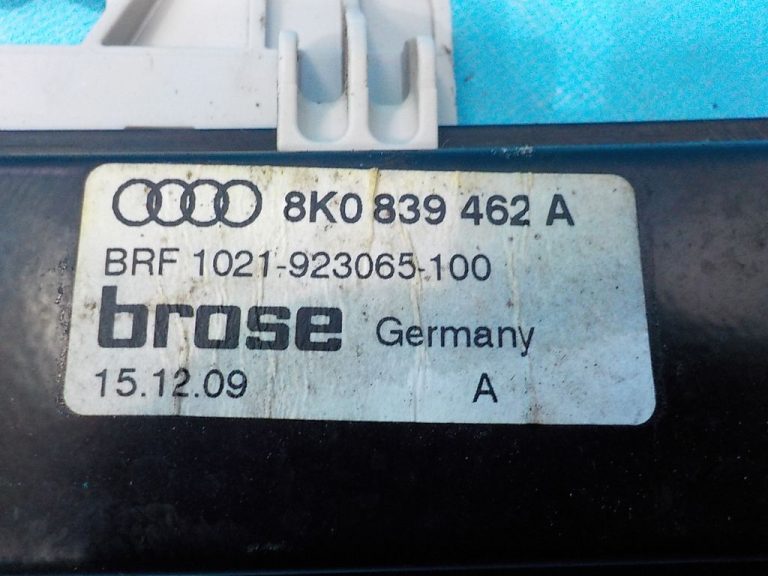 8K0 839 462 A
BRF 1021-923065-100
brose Germany
15.12.09 A